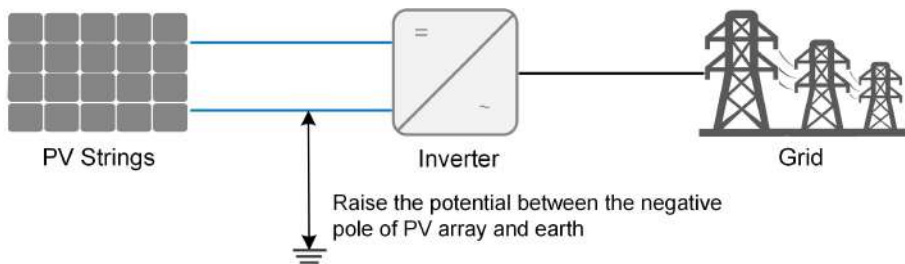 PV Strings
Inverter
Grid
Raise the potential between the negative
pole of PV array and earth